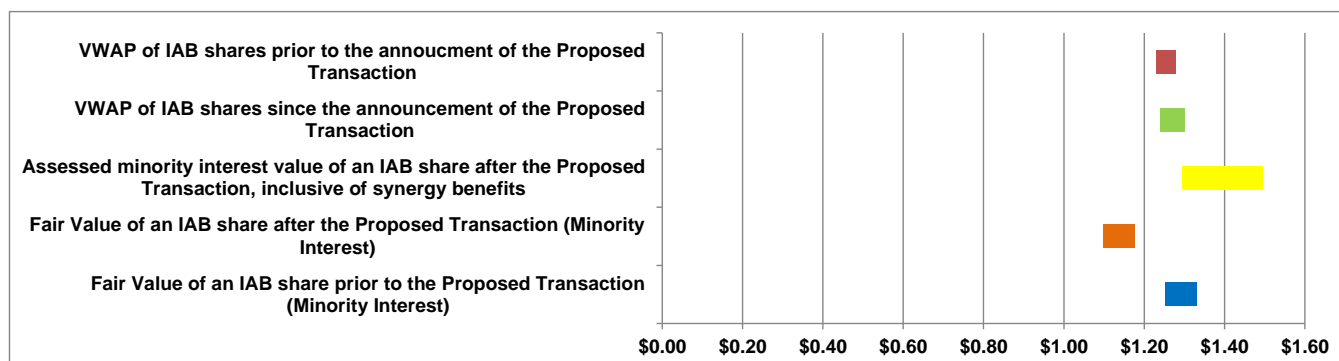 VWAP of IAB shares prior to the annoucment of the Proposed
Transaction
VWAP of IAB shares since the announcement of the Proposed
Transaction
Assessed minority interest value of an IAB share after the Proposed
Transaction, inclusive of synergy benefits
Fair Value of an IAB share after the Proposed Transaction (Minority
Interest)
Fair Value of an IAB share prior to the Proposed Transaction
(Minority Interest)
$0.00 $0.20 $0.40 $0.60 $0.80 $1.00 $1.20 $1.40 $1.60